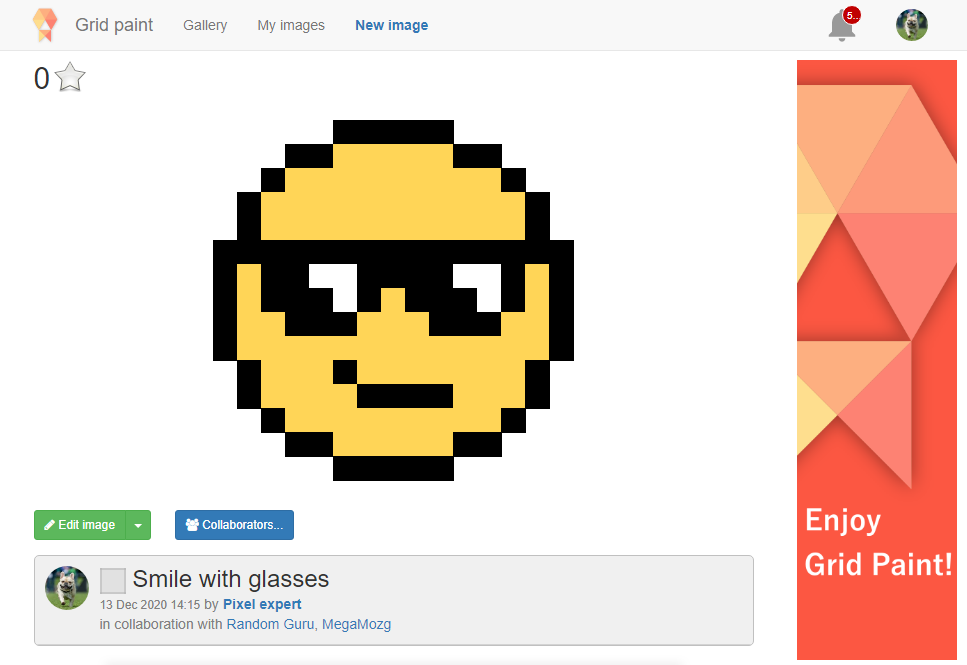 Grid paint Gallery My images New image 5..
0
Edit image Collaborators...
Smile with glasses
13 Dec 2020 14:15 by Pixel expert
in collaboration with Random Guru, MegaMozg
Enjoy
Grid Paint!